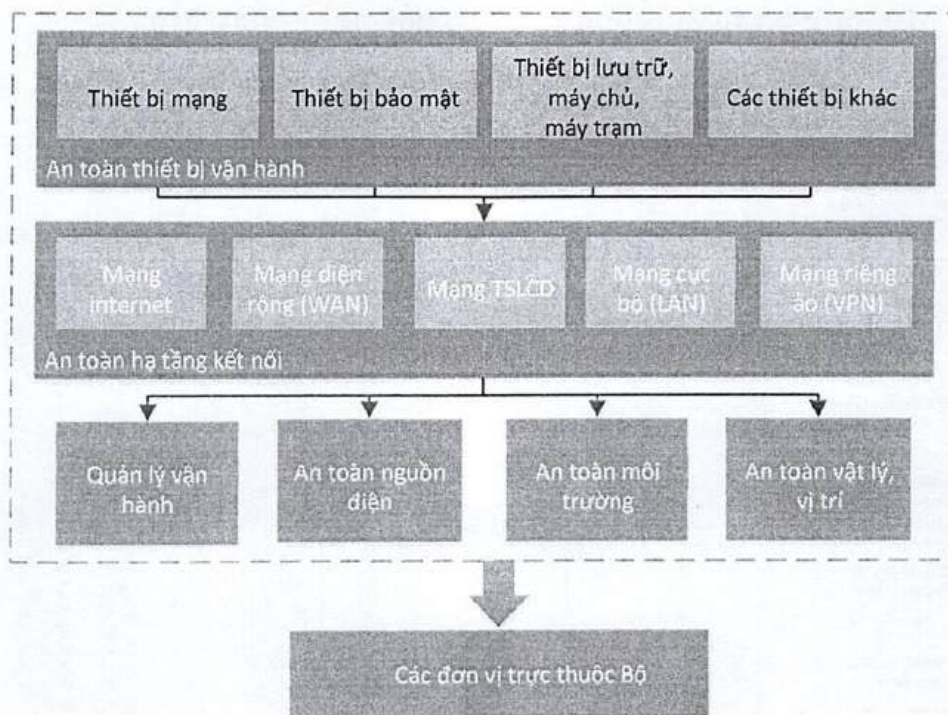 Thiết bị mạng
Thiết bị bảo mật
Thiết bị lưu trữ,
máy chủ,
máy trạm
Các thiết bị khác
An toàn thiết bị vận hành
Mạng
internet
Mạng diện
rộng (WAN)
Mạng TSLCD
Mạng cục
bộ (LAN)
Mạng riêng
ảo (VPN)
An toàn hạ tầng kết nối
Quản lý vận
hành
An toàn nguồn
điện
An toàn môi
trường
An toàn vật lý,
vị trí
Các đơn vị trực thuộc Bộ